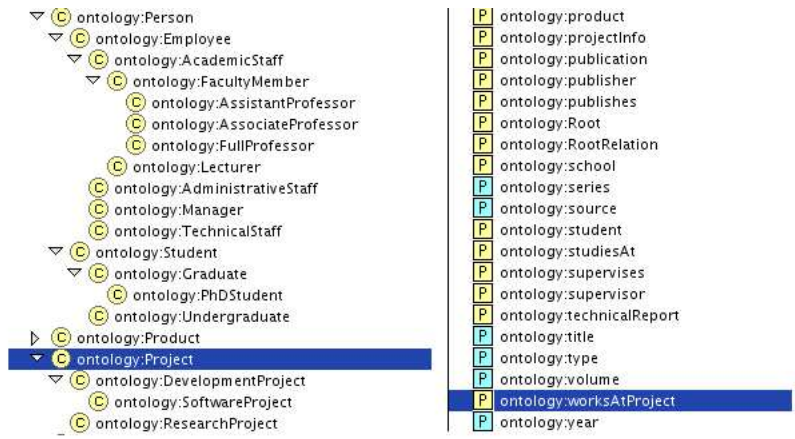 C ontology:Person
C ontology:Employee
C ontology:AcademicStaff
C ontology:FacultyMember
C ontology:AssistantProfessor
C ontology:AssociateProfessor
C ontology:FullProfessor
C ontology:Lecturer
C ontology:AdministrativeStaff
C ontology:Manager
C ontology:TechnicalStaff
C ontology:Student
C ontology:Graduate
C ontology:PhDStudent
C ontology:Undergraduate
C ontology:Product
C ontology:Project
C ontology:DevelopmentProject
C ontology:SoftwareProject
C ontology:ResearchProject
P ontology:product
P ontology:projectInfo
P ontology:publication
P ontology:publisher
P ontology:publishes
P ontology:Root
P ontology:RootRelation
P ontology:school
P ontology:series
P ontology:source
P ontology:student
P ontology:studiesAt
P ontology:supervises
P ontology:supervisor
P ontology:technicalReport
P ontology:title
P ontology:type
P ontology:volume
P ontology:worksAtProject
P ontology:year